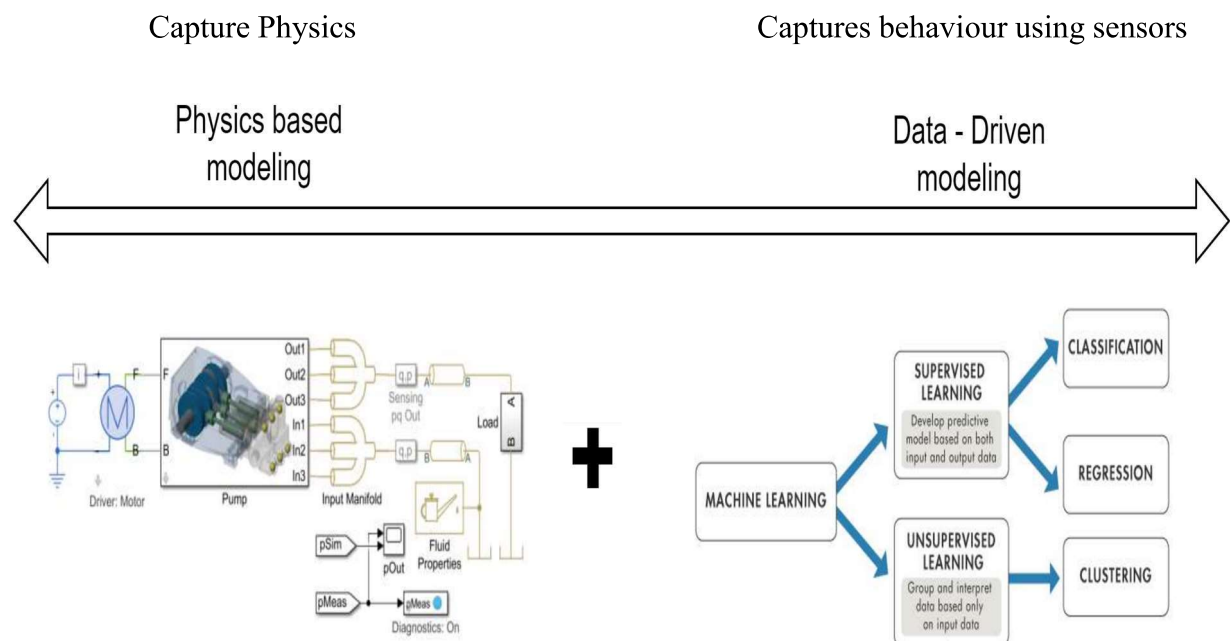 Capture Physics
Captures behaviour using sensors
Physics based
modeling
Data - Driven
modeling
Out1
Out2
Out3
In1
In2
In3
i
F
F
M
B
B
Driver: Motor
Pump
Input Manifold
q,p
A
B
Sensing
pq Out
Load
A
B
q,p
B
A
Fluid
Properties
pSim
pOut
pMeas
pMeas
Diagnostics: On
MACHINE LEARNING
SUPERVISED
LEARNING
Develop predictive
model based on both
input and output data
UNSUPERVISED
LEARNING
Group and interpret
data based only
on input data
CLASSIFICATION
REGRESSION
CLUSTERING